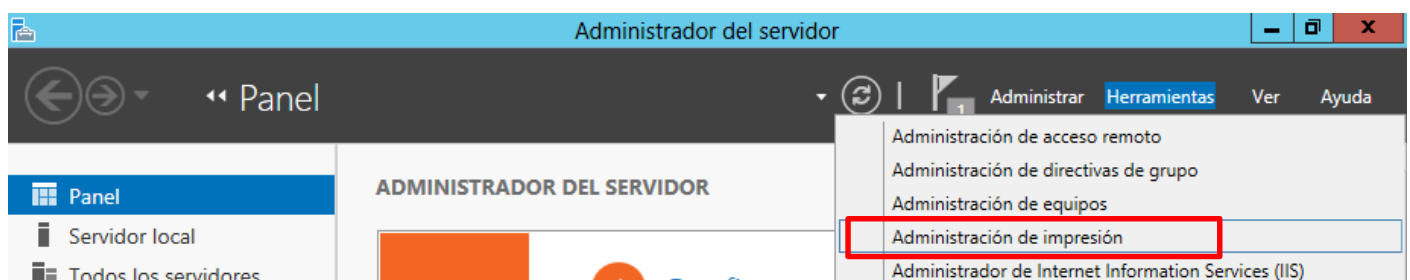 Administrador del servidor
Panel
1
Administrar Herramientas Ver Ayuda
Administración de acceso remoto
Administración de directivas de grupo
Administración de equipos
Administración de impresión
Administrador de Internet Information Services (IIS)
Panel
Servidor local
Todos los servidores
ADMINISTRADOR DEL SERVIDOR